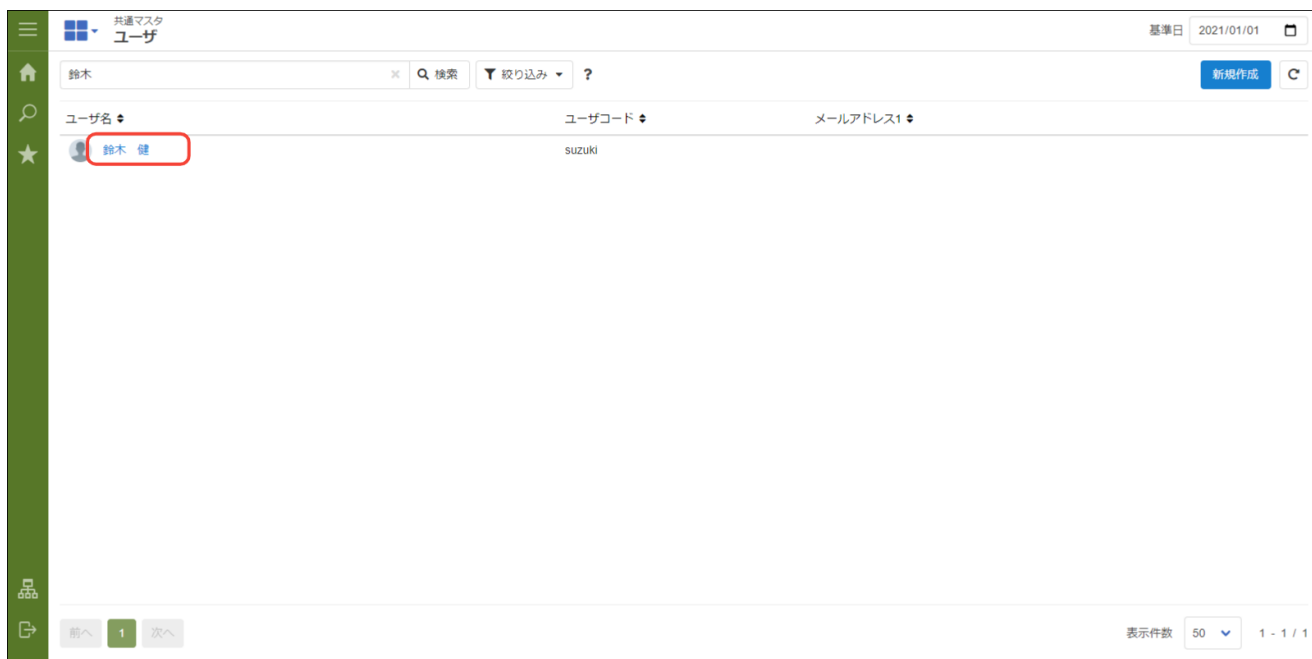 共通マスタ
ユーザ
基準日 2021/01/01
鈴木 検索 絞り込み ? 新規作成
ユーザ名 ユーザコード メールアドレス1
鈴木　健 suzuki
前へ 1 次へ 表示件数 50 1 - 1 / 1